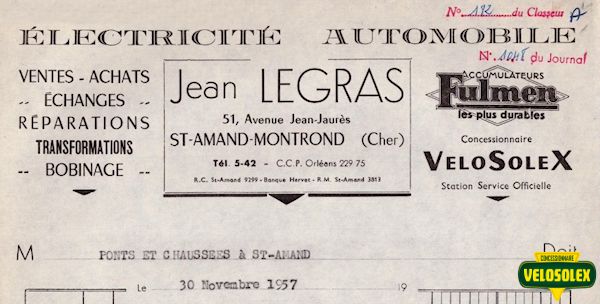 No. 192 du Classeur A
ÉLECTRICITÉ AUTOMOBILE
No. 1048 du Journal
VENTES - ACHATS
ÉCHANGES
RÉPARATIONS
TRANSFORMATIONS
BOBINAGE
Jean LEGRAS
51, Avenue Jean-Jaurès
ST-AMAND-MONTROND (Cher)
Tél. 5-42 - C.C.P. Orléans 229 75
R.C. St-Amand 9299 - Banque Hervet - R.M. St-Amand 3813
ACCUMULATEURS
Fulmen
les plus durables
Concessionnaire
VELOSOLEX
Station Service Officielle
M PONTS ET CHAUSSEES à ST-AMAND Doit
Le 30 Novembre 1957 19
CONCESSIONNAIRE
VELOSOLEX